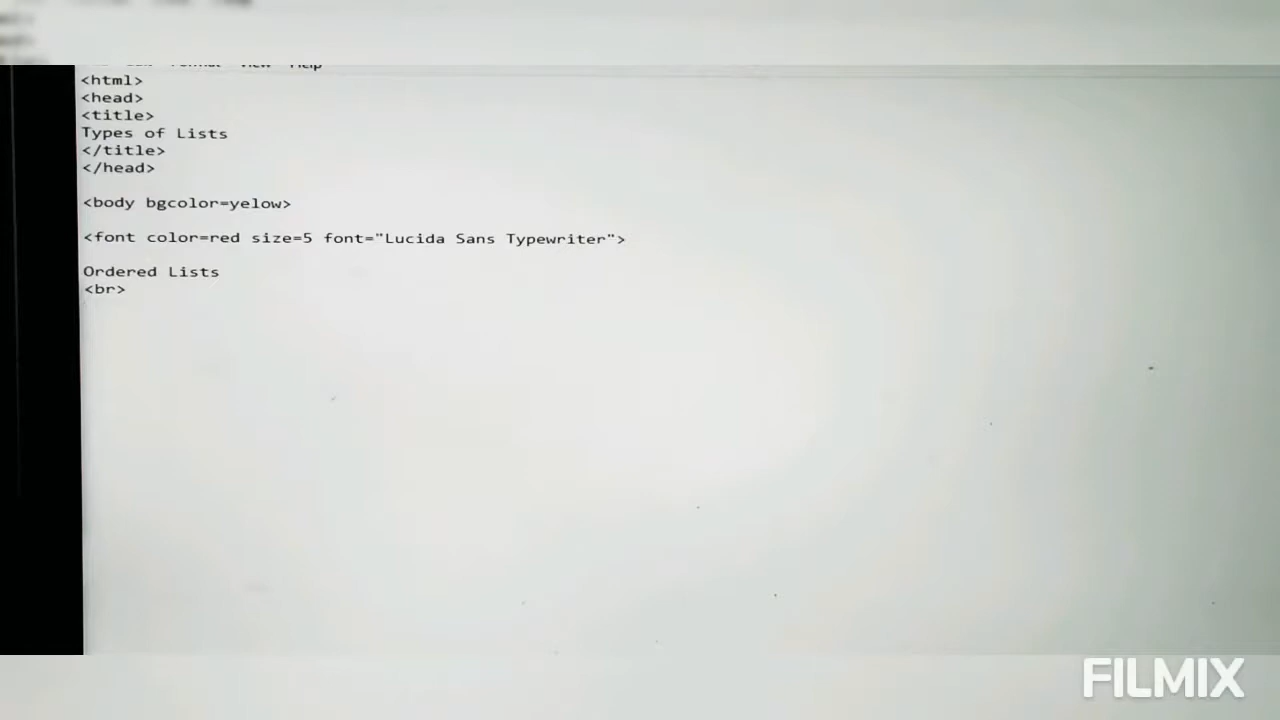 Help
<html>
<head>
<title>
Types of Lists
</title>
</head>
<body bgcolor=yelow>
<font color=red size=5 font="Lucida Sans Typewriter">
Ordered Lists
<br>
FILMIX